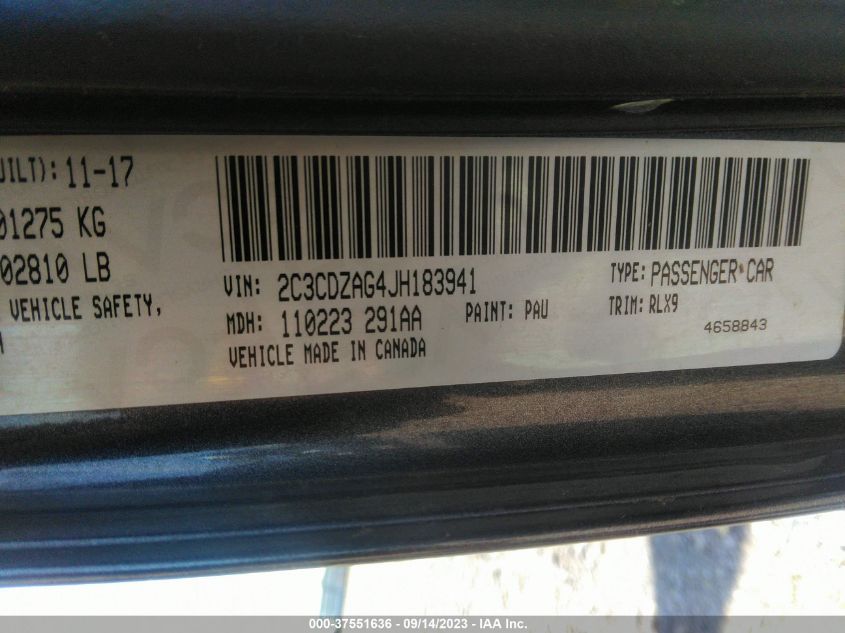 UILT): 11-17
01275 KG
02810 LB
VEHICLE SAFETY,
VIN: 2C3CDZAG4JH183941
TYPE: PASSENGER CAR
MDH: 110223 291AA
PAINT: PAU
TRIM: RLX9
4658843
VEHICLE MADE IN CANADA
000-37551636 - 09/14/2023 - IAA Inc.